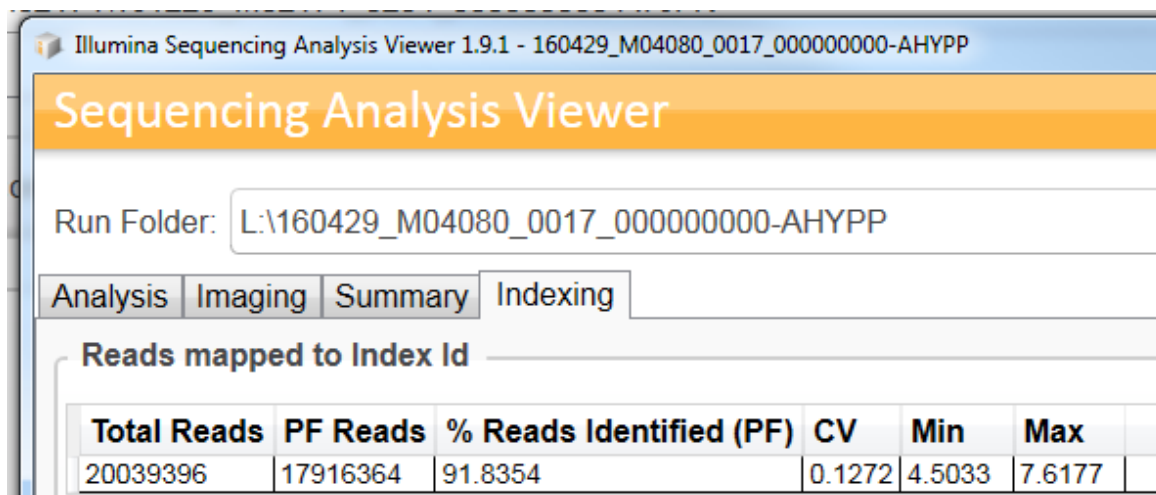 Illumina Sequencing Analysis Viewer 1.9.1 - 160429_M04080_0017_000000000-AHYPP
Sequencing Analysis Viewer
Run Folder: L:\160429_M04080_0017_000000000-AHYPP
Analysis Imaging Summary Indexing
Reads mapped to Index Id
Total Reads PF Reads % Reads Identified (PF) CV Min Max
20039396 17916364 91.8354 0.1272 4.5033 7.6177